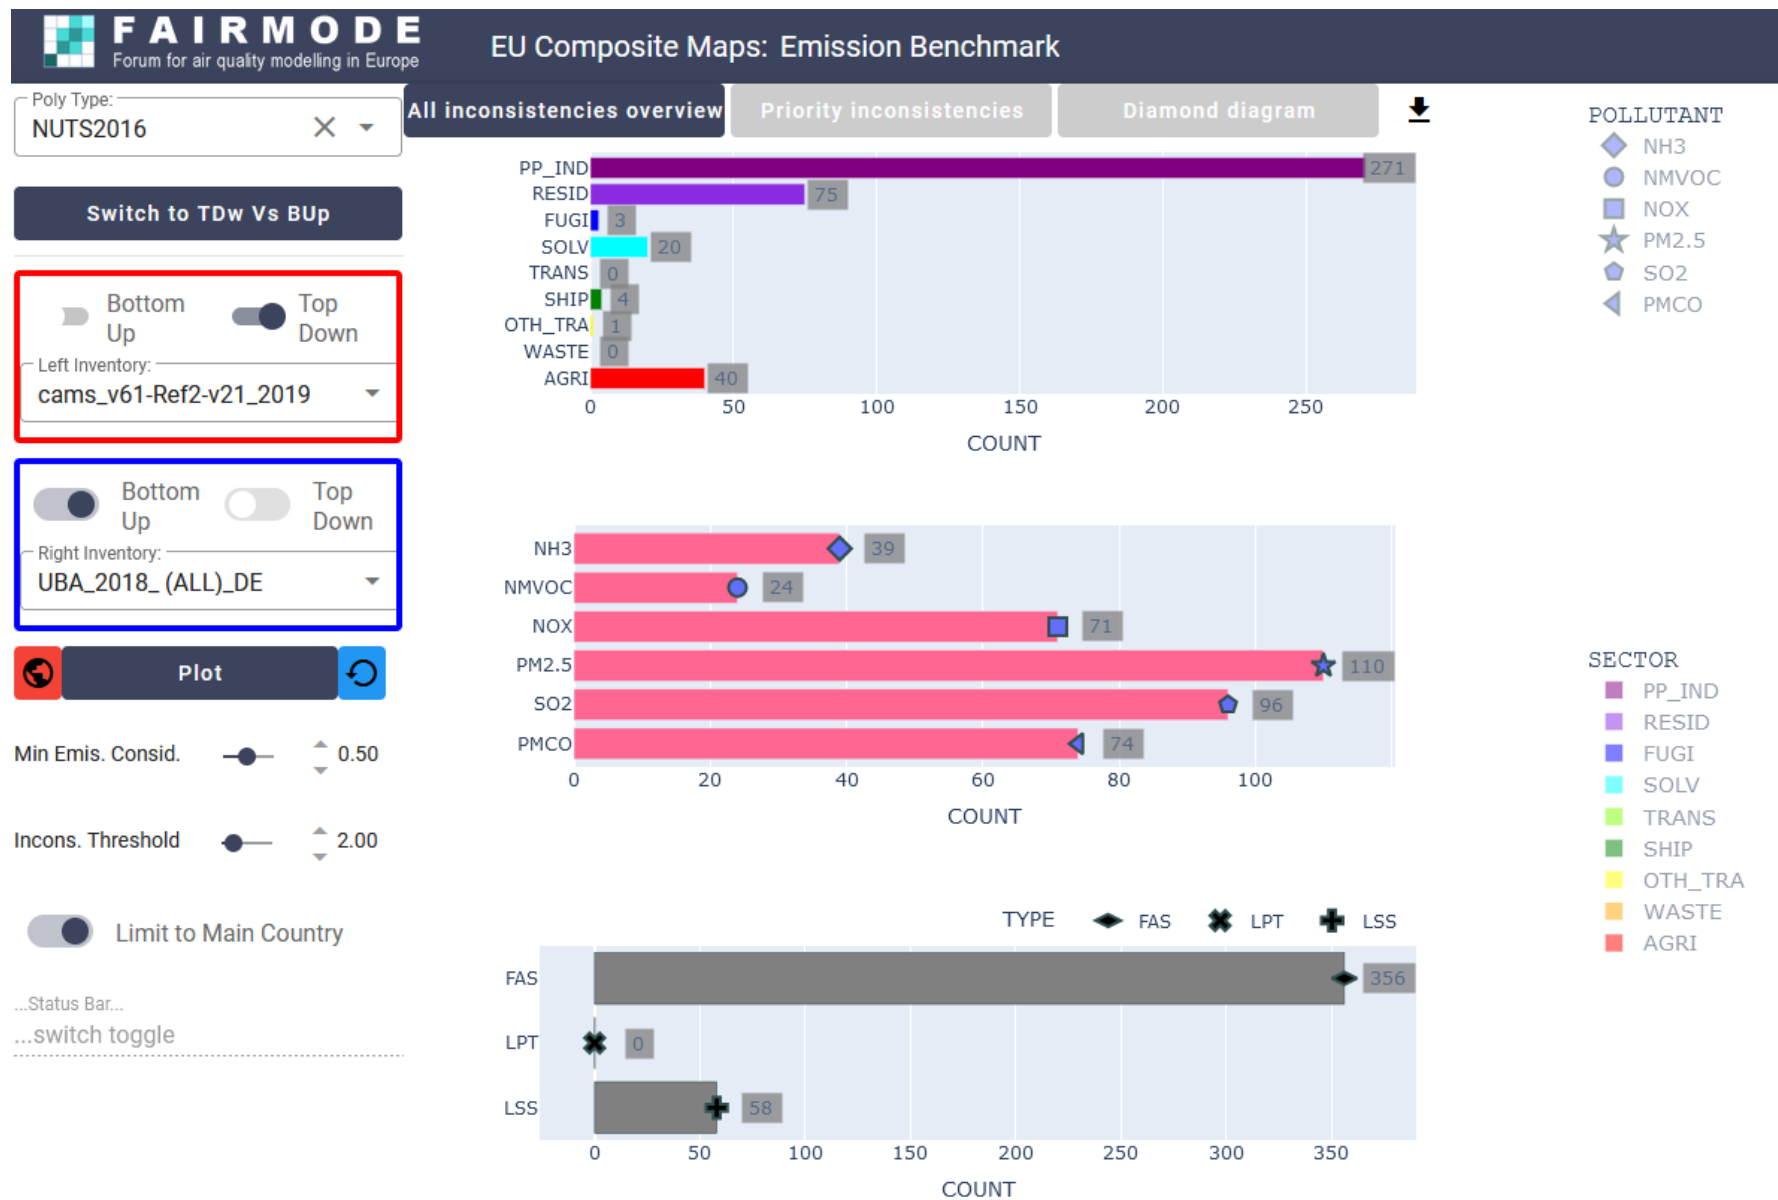 FAIRMODE
Forum for air quality modelling in Europe
EU Composite Maps: Emission Benchmark
Poly Type:
NUTS2016
Switch to TDw Vs BUp
Bottom Up
Top Down
Left Inventory:
cams_v61-Ref2-v21_2019
Bottom Up
Top Down
Right Inventory:
UBA_2018_ (ALL)_DE
Plot
Min Emis. Consid.
0.50
Incons. Threshold
2.00
Limit to Main Country
...Status Bar...
...switch toggle
All inconsistencies overview
Priority inconsistencies
Diamond diagram
PP_IND 271
RESID 75
FUGI 3
SOLV 20
TRANS 0
SHIP 4
OTH_TRA 1
WASTE 0
AGRI 40
0 50 100 150 200 250
COUNT
NH3 39
NMVOC 24
NOX 71
PM2.5 110
SO2 96
PMCO 74
0 20 40 60 80 100
COUNT
TYPE FAS LPT LSS
FAS 356
LPT 0
LSS 58
0 50 100 150 200 250 300 350
COUNT
POLLUTANT
NH3
NMVOC
NOX
PM2.5
SO2
PMCO
SECTOR
PP_IND
RESID
FUGI
SOLV
TRANS
SHIP
OTH_TRA
WASTE
AGRI